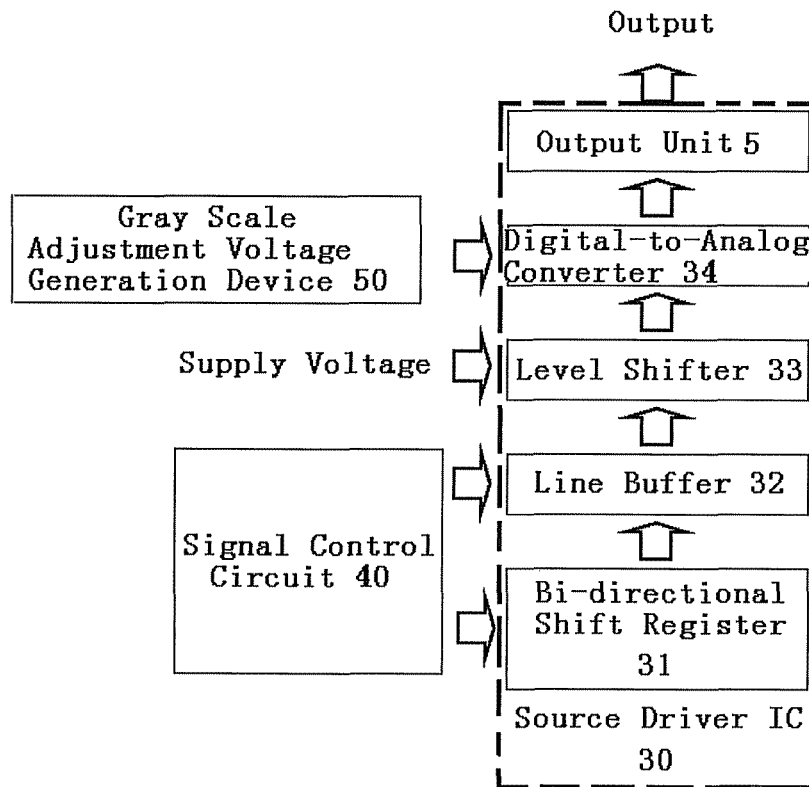 Output
Output Unit 5
Gray Scale
Adjustment Voltage
Generation Device 50
Digital-to-Analog
Converter 34
Supply Voltage
Level Shifter 33
Line Buffer 32
Signal Control
Circuit 40
Bi-directional
Shift Register
31
Source Driver IC
30